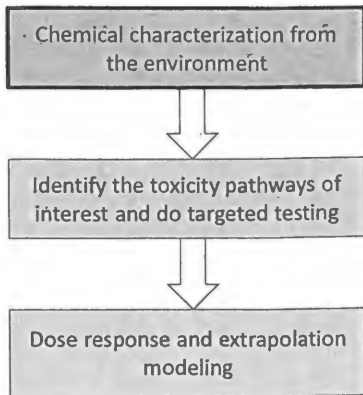 Chemical characterization from
the environment
Identify the toxicity pathways of
interest and do targeted testing
Dose response and extrapolation
modeling